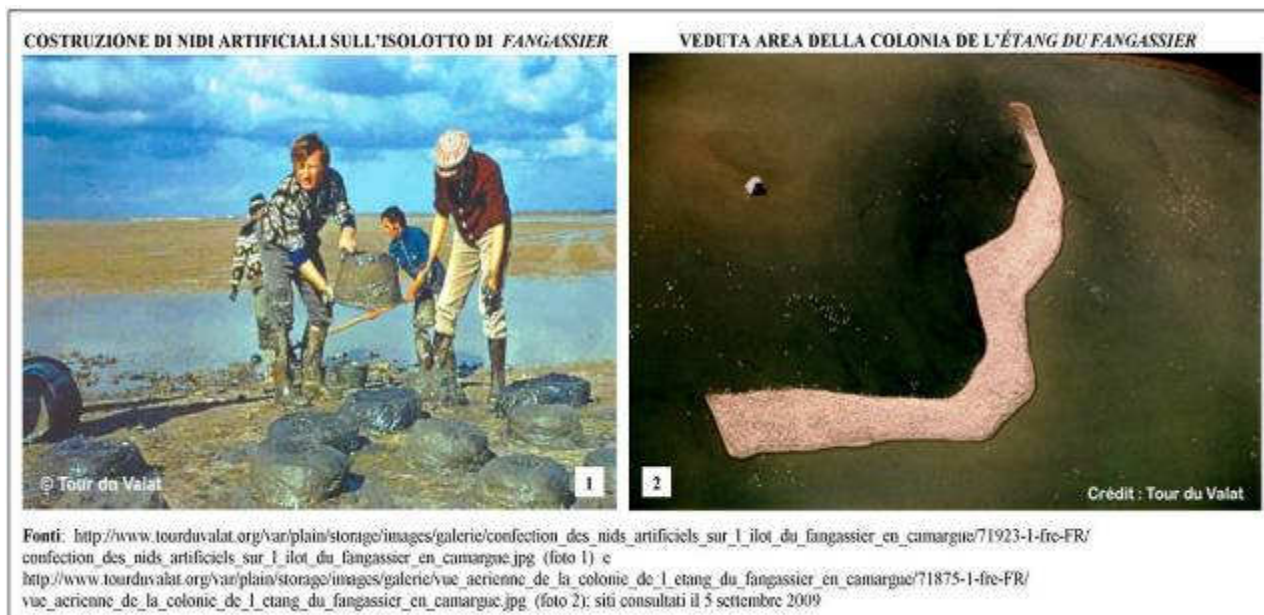 COSTRUZIONE DI NIDI ARTIFICIALI SULL'ISOLOTTO DI FANGASSIER
VEDUTA AREA DELLA COLONIA DE L'ÉTANG DU FANGASSIER
© Tour du Valat
1
2
Crédit : Tour du Valat
Fonti: http://www.tourduvalat.org/var/plain/storage/images/galerie/confection_des_nids_artificiels_sur_l_ilot_du_fangassier_en_camargue/71923-1-fre-FR/
confection_des_nids_artificiels_sur_l_ilot_du_fangassier_en_camargue.jpg (foto 1) e
http://www.tourduvalat.org/var/plain/storage/images/galerie/vue_aerienne_de_la_colonie_de_l_etang_du_fangassier_en_camargue/71875-1-fre-FR/
vue_aerienne_de_la_colonie_de_l_etang_du_fangassier_en_camargue.jpg (foto 2): siti consultati il 5 settembre 2009